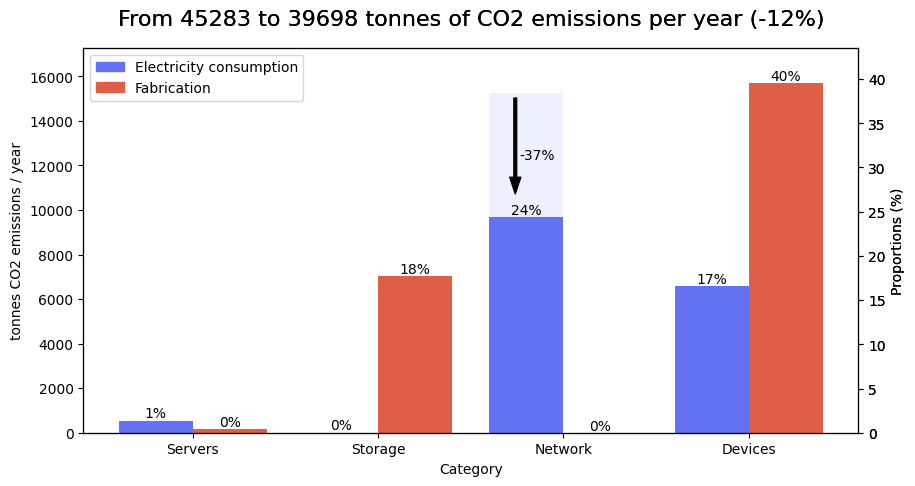 From 45283 to 39698 tonnes of CO2 emissions per year (-12%)
Electricity consumption
Fabrication
16000
14000
12000
10000
8000
6000
4000
2000
0
tonnes CO2 emissions / year
1%
0%
0%
18%
-37%
24%
0%
17%
40%
40
35
30
25
20
15
10
5
0
Proportions (%)
Servers
Storage
Network
Devices
Category